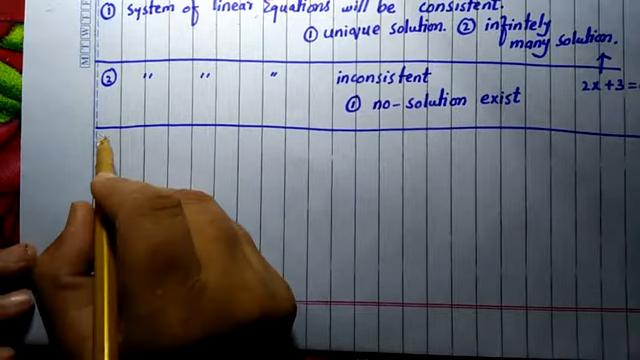 ① system of linear Equations will be consistent.
① unique solution. ② infintely
many solution.
② " " " inconsistent
2x+3=
① no-solution exist
M T W